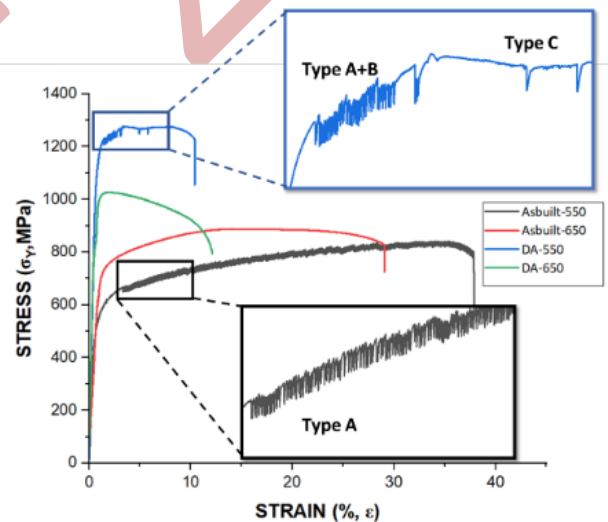 Type C
Type A+B
1400
1200
1000
800
600
400
200
0
STRESS (σY,MPa)
Asbuilt-550
Asbuilt-650
DA-550
DA-650
Type A
0
10
20
30
40
STRAIN (%, ε)